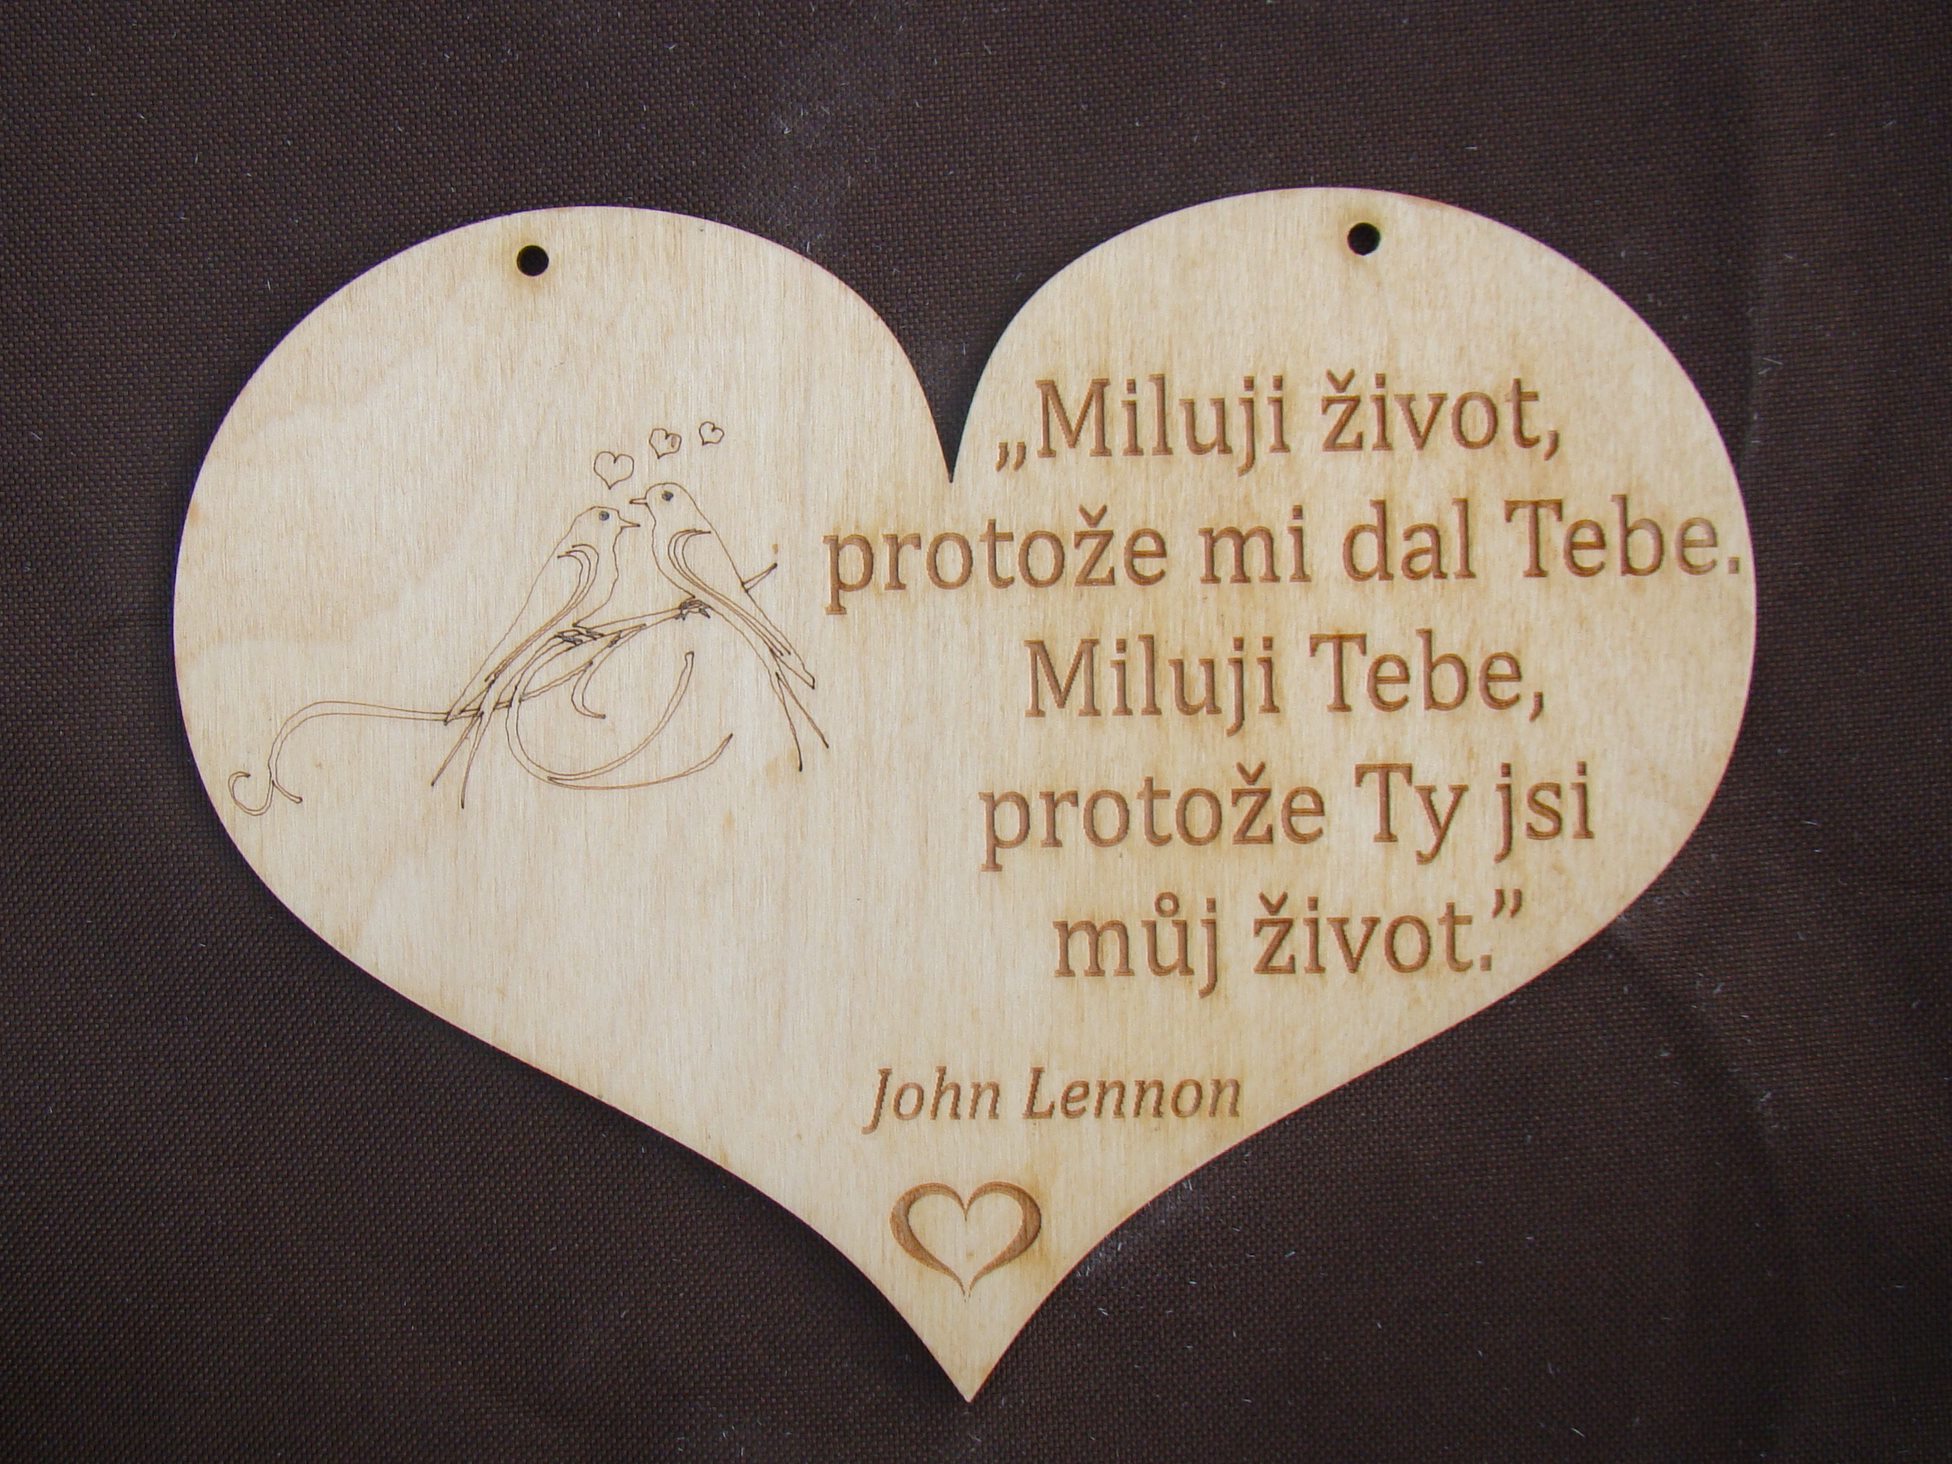 „Miluji život,
protože mi dal Tebe.
Miluji Tebe,
protože Ty jsi
můj život.”
John Lennon